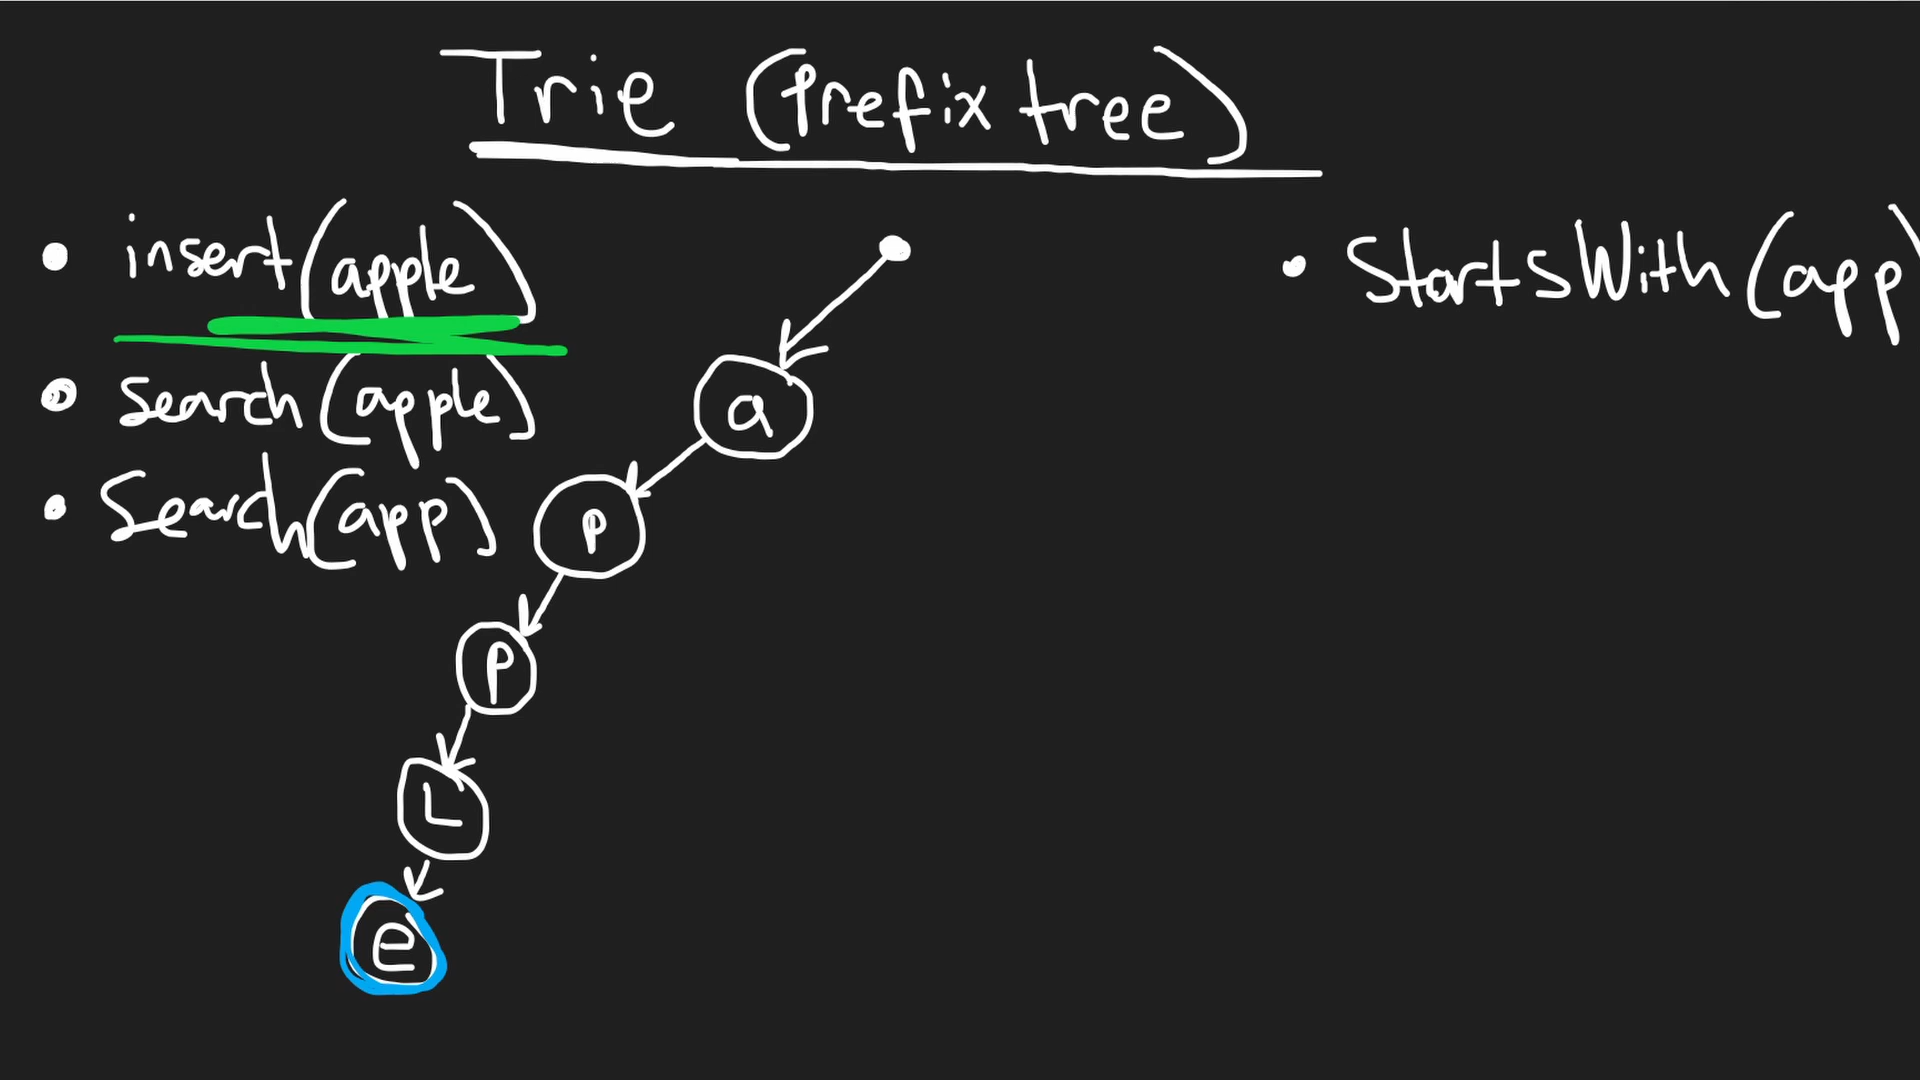 Trie (Prefix tree)
• insert(apple)
• search(apple)
• Search(app)
• StartsWith(app)
a
P
P
L
e